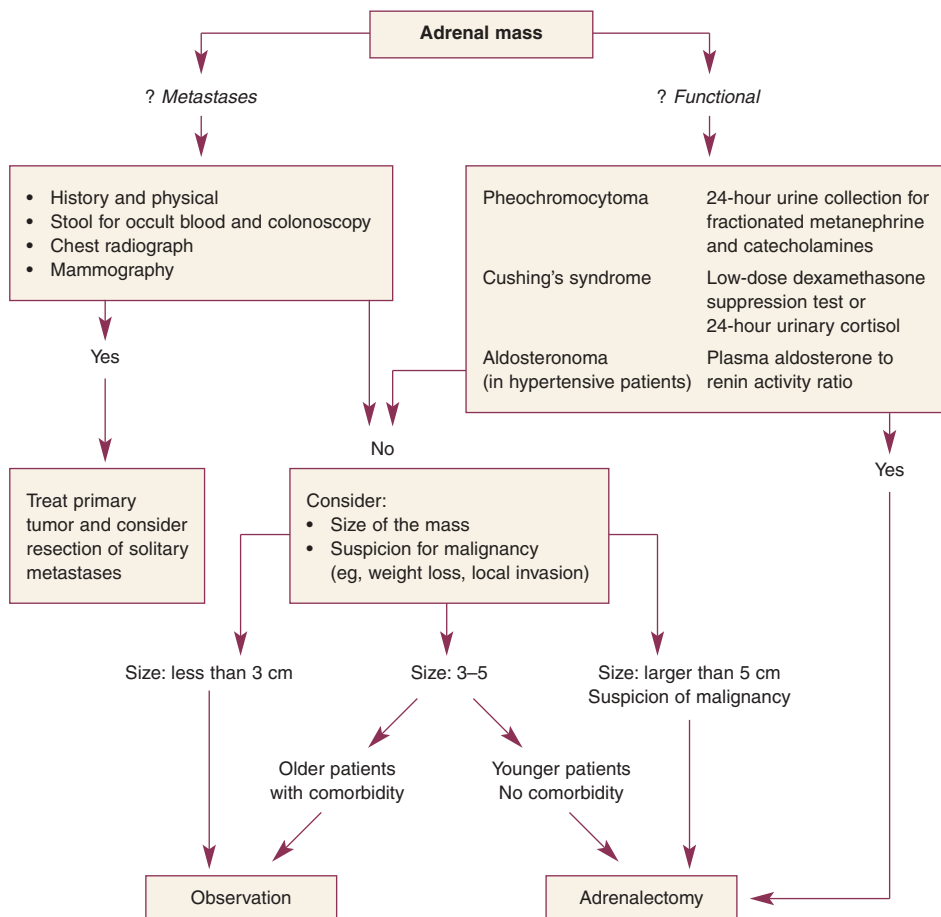 Adrenal mass
? Metastases
? Functional
• History and physical
• Stool for occult blood and colonoscopy
• Chest radiograph
• Mammography
Pheochromocytoma
24-hour urine collection for
fractionated metanephrine
and catecholamines
Cushing's syndrome
Low-dose dexamethasone
suppression test or
24-hour urinary cortisol
Aldosteronoma
(in hypertensive patients)
Plasma aldosterone to
renin activity ratio
Yes
No
Yes
Treat primary
tumor and consider
resection of solitary
metastases
Consider:
• Size of the mass
• Suspicion for malignancy
(eg, weight loss, local invasion)
Size: less than 3 cm
Size: 3–5
Size: larger than 5 cm
Suspicion of malignancy
Older patients
with comorbidity
Younger patients
No comorbidity
Observation
Adrenalectomy